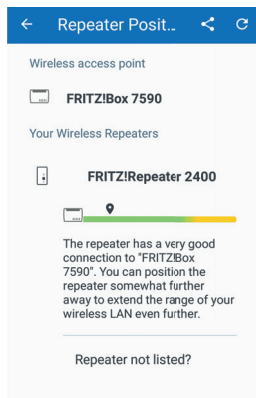 Repeater Posit...
Wireless access point
FRITZ!Box 7590
Your Wireless Repeaters
FRITZ!Repeater 2400
The repeater has a very good
connection to "FRITZ!Box
7590". You can position the
repeater somewhat further
away to extend the range of your
wireless LAN even further.
Repeater not listed?